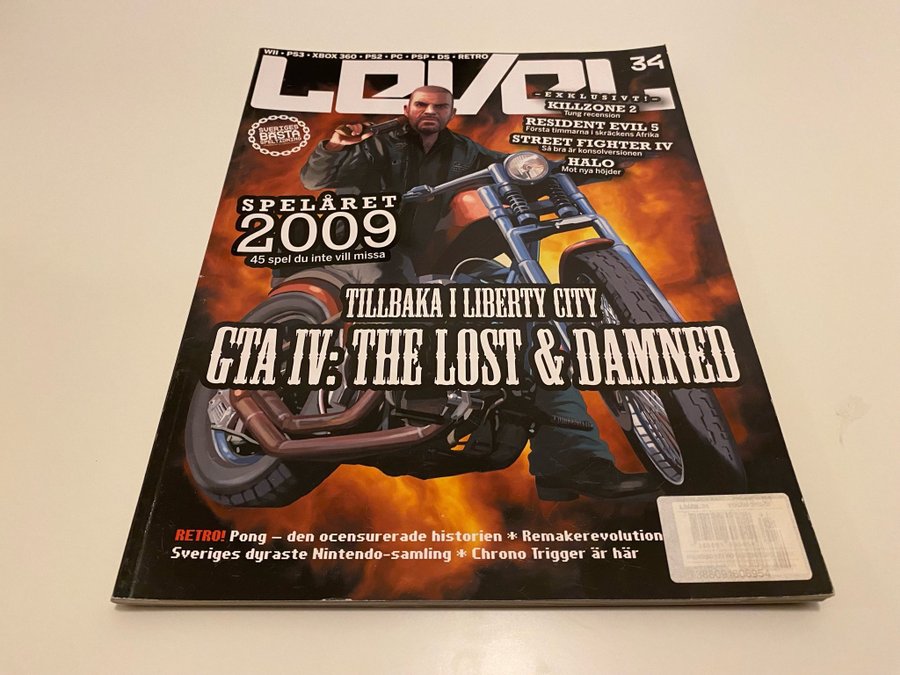 WII • PS3 • XBOX 360 • PS2 • PC • PSP • DS • RETRO
LEVEL
34
SVERIGES
BÄSTA
SPELTIDNING
-EXKLUSIVT!-
KILLZONE 2
Tung recension
RESIDENT EVIL 5
Första timmarna i skräckens Afrika
STREET FIGHTER IV
Så bra är konsolversionen
HALO
Mot nya höjder
SPELÅRET
2009
45 spel du inte vill missa
TILLBAKA I LIBERTY CITY
GTA IV: THE LOST & DAMNED
RETRO! Pong – den ocensurerade historien * Remakerevolution
Sveriges dyraste Nintendo-samling * Chrono Trigger är här